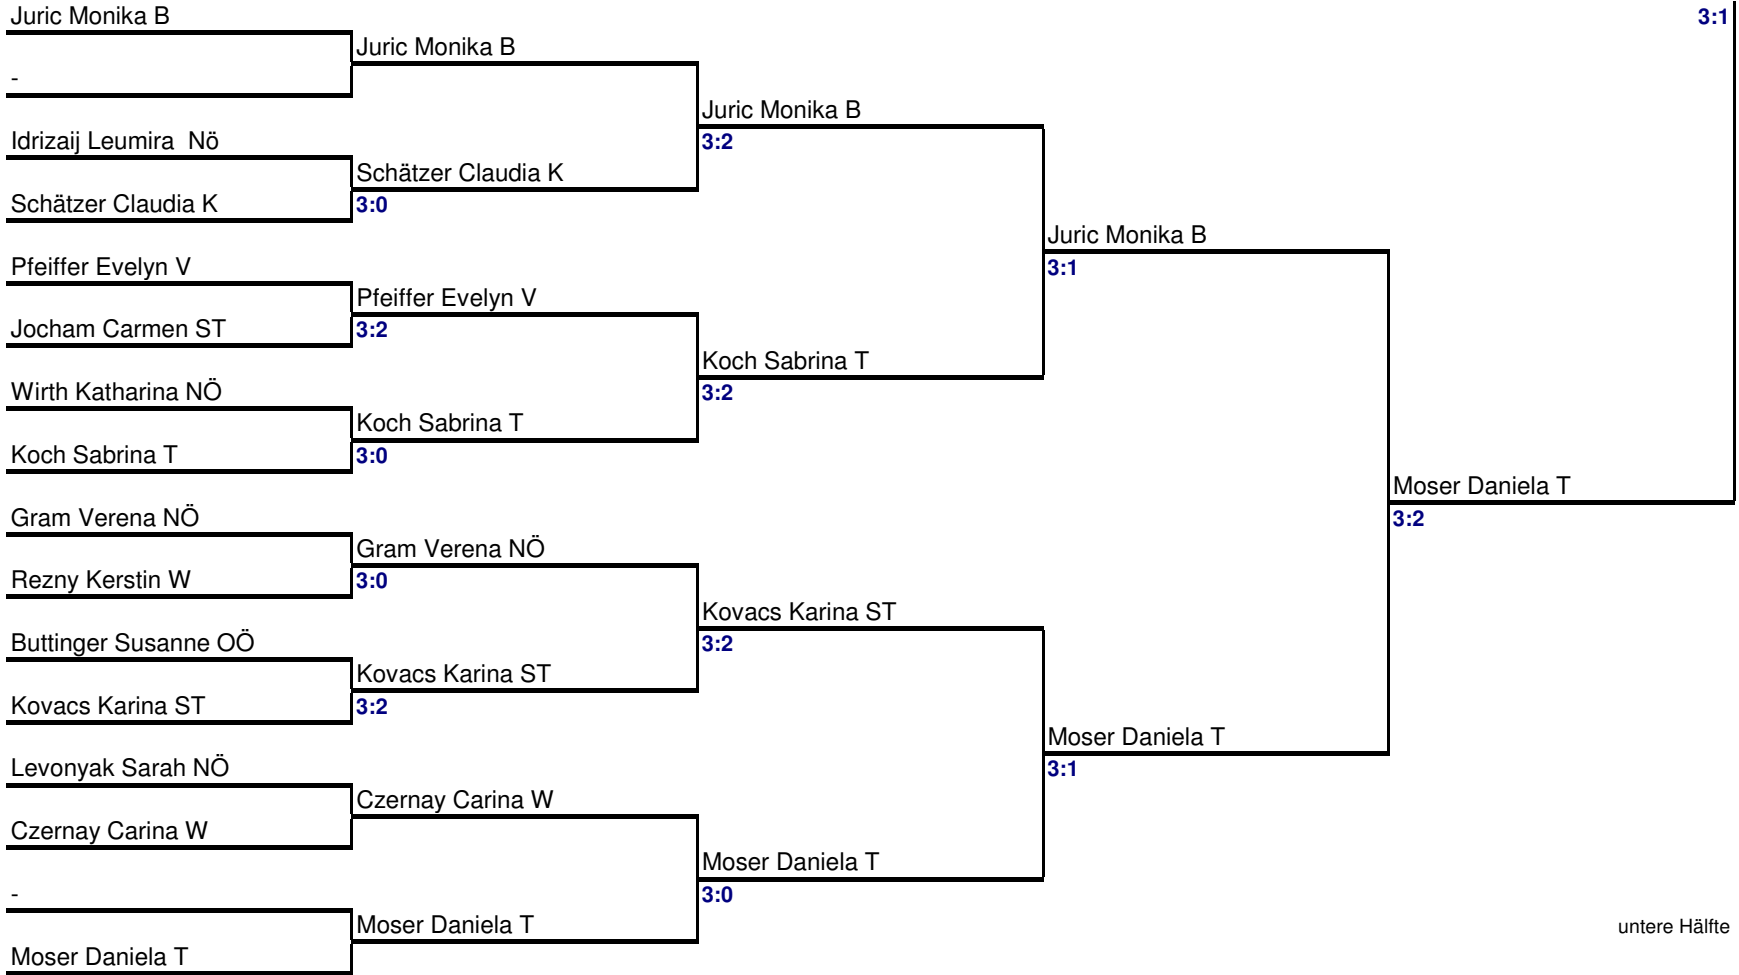 Juric Monika B
3:1
Juric Monika B
-
Juric Monika B
Idrizaij Leumira  Nö
3:2
Schätzer Claudia K
Schätzer Claudia K
3:0
Juric Monika B
Pfeiffer Evelyn V
3:1
Pfeiffer Evelyn V
Jocham Carmen ST
3:2
Koch Sabrina T
Wirth Katharina NÖ
3:2
Koch Sabrina T
Koch Sabrina T
3:0
Moser Daniela T
Gram Verena NÖ
3:2
Gram Verena NÖ
Rezny Kerstin W
3:0
Kovacs Karina ST
Buttinger Susanne OÖ
3:2
Kovacs Karina ST
Kovacs Karina ST
3:2
Moser Daniela T
Levonyak Sarah NÖ
3:1
Czernay Carina W
Czernay Carina W
Moser Daniela T
-
3:0
Moser Daniela T
untere Hälfte
Moser Daniela T